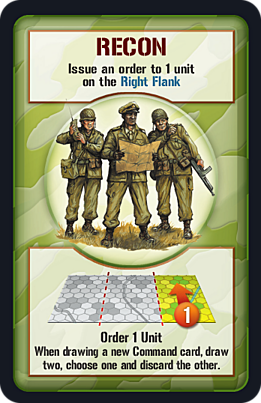 RECON
Issue an order to 1 unit
on the Right Flank
1
Order 1 Unit
When drawing a new Command card, draw
two, choose one and discard the other.